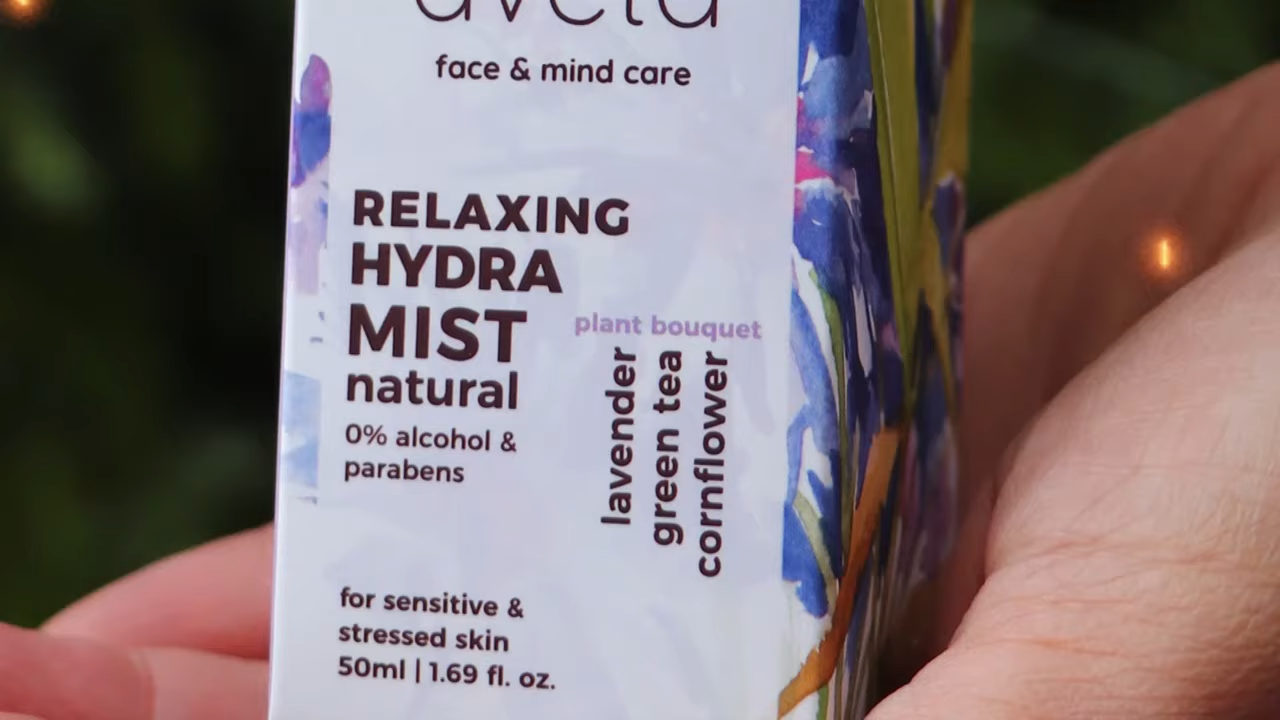 face & mind care
RELAXING
HYDRA
MIST
natural
0% alcohol &
parabens
plant bouquet
lavender
green tea
cornflower
for sensitive &
stressed skin
50ml | 1.69 fl. oz.